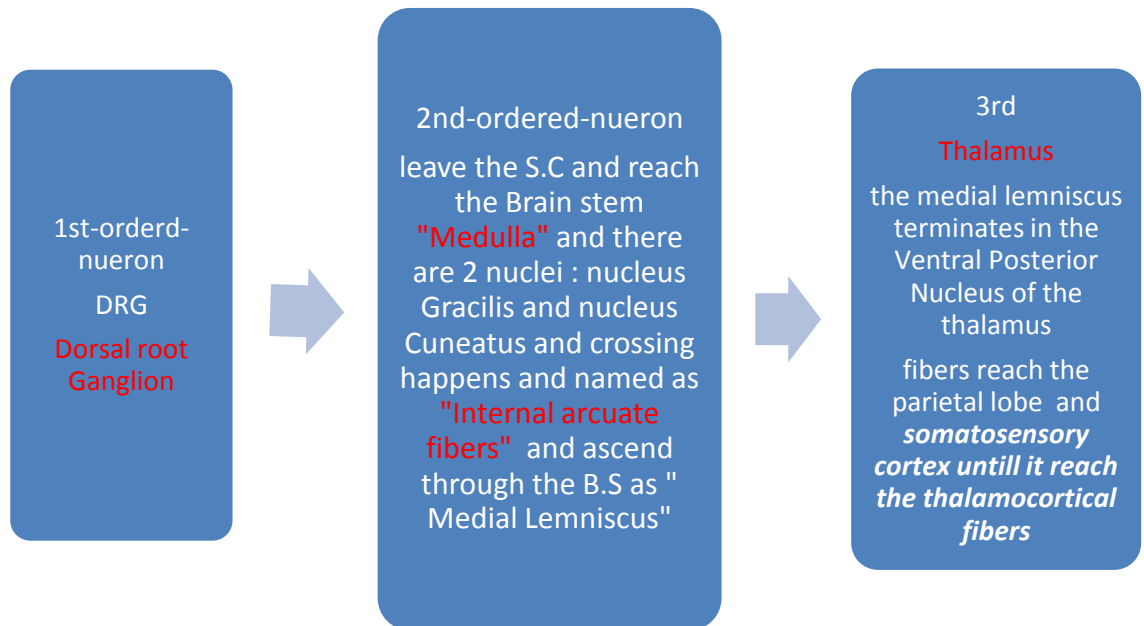 1st-orderd-
nueron
DRG
Dorsal root
Ganglion
2nd-ordered-nueron
leave the S.C and reach
the Brain stem
"Medulla" and there
are 2 nuclei : nucleus
Gracilis and nucleus
Cuneatus and crossing
happens and named as
"Internal arcuate
fibers" and ascend
through the B.S as "
Medial Lemniscus"
3rd
Thalamus
the medial lemniscus
terminates in the
Ventral Posterior
Nucleus of the
thalamus
fibers reach the
parietal lobe and
somatosensory
cortex untill it reach
the thalamocortical
fibers